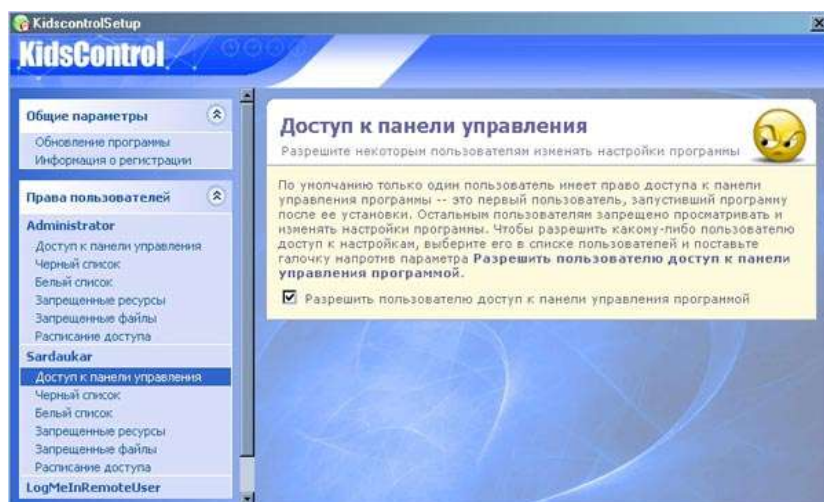 KidscontrolSetup
KidsControl
Общие параметры
Обновление программы
Информация о регистрации
Права пользователей
Administrator
Доступ к панели управления
Черный список
Белый список
Запрещенные ресурсы
Запрещенные файлы
Расписание доступа
Sardaukar
Доступ к панели управления
Черный список
Белый список
Запрещенные ресурсы
Запрещенные файлы
Расписание доступа
LogMeInRemoteUser
Доступ к панели управления
Разрешите некоторым пользователям изменять настройки программы
По умолчанию только один пользователь имеет право доступа к панели
управления программы -- это первый пользователь, запустивший программу
после ее установки. Остальным пользователям запрещено просматривать и
изменять настройки программы. Чтобы разрешить какому-либо пользователю
доступ к настройкам, выберите его в списке пользователей и поставьте
галочку напротив параметра Разрешить пользователю доступ к панели
управления программой.
Разрешить пользователю доступ к панели управления программой